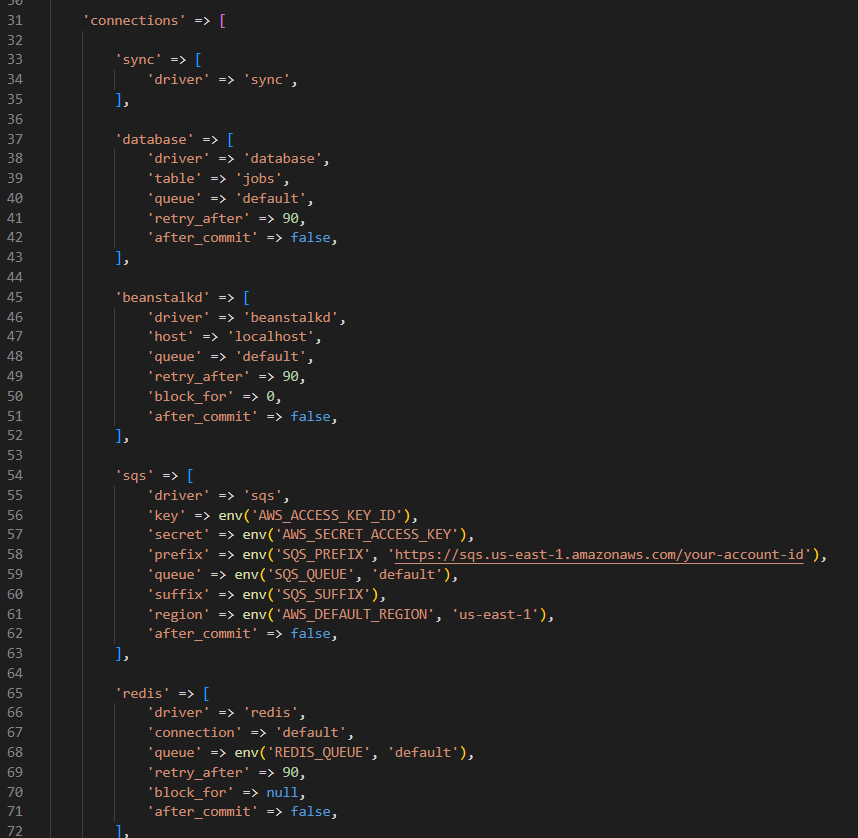 30
31 'connections' => [
32
33 'sync' => [
34 'driver' => 'sync',
35 ],
36
37 'database' => [
38 'driver' => 'database',
39 'table' => 'jobs',
40 'queue' => 'default',
41 'retry_after' => 90,
42 'after_commit' => false,
43 ],
44
45 'beanstalkd' => [
46 'driver' => 'beanstalkd',
47 'host' => 'localhost',
48 'queue' => 'default',
49 'retry_after' => 90,
50 'block_for' => 0,
51 'after_commit' => false,
52 ],
53
54 'sqs' => [
55 'driver' => 'sqs',
56 'key' => env('AWS_ACCESS_KEY_ID'),
57 'secret' => env('AWS_SECRET_ACCESS_KEY'),
58 'prefix' => env('SQS_PREFIX', 'https://sqs.us-east-1.amazonaws.com/your-account-id'),
59 'queue' => env('SQS_QUEUE', 'default'),
60 'suffix' => env('SQS_SUFFIX'),
61 'region' => env('AWS_DEFAULT_REGION', 'us-east-1'),
62 'after_commit' => false,
63 ],
64
65 'redis' => [
66 'driver' => 'redis',
67 'connection' => 'default',
68 'queue' => env('REDIS_QUEUE', 'default'),
69 'retry_after' => 90,
70 'block_for' => null,
71 'after_commit' => false,
72 ],